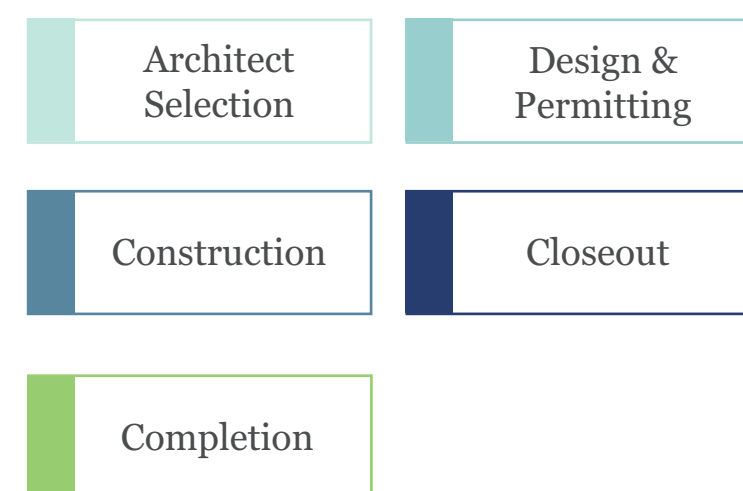 Architect
Selection
Design &
Permitting
Construction
Closeout
Completion